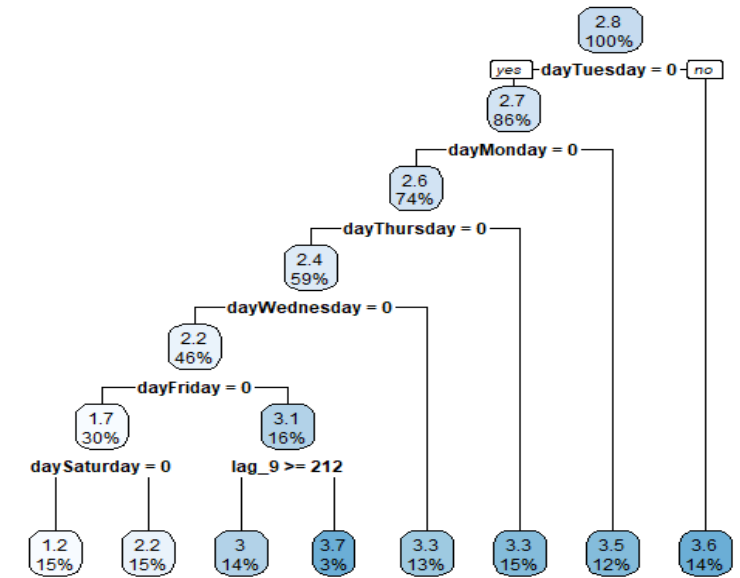 2.8
100%
yes dayTuesday = 0 no
2.7
86%
dayMonday = 0
2.6
74%
dayThursday = 0
2.4
59%
dayWednesday = 0
2.2
46%
dayFriday = 0
1.7 3.1
30% 16%
daySaturday = 0 lag_9 >= 212
1.2 2.2 3 3.7 3.3 3.3 3.5 3.6
15% 15% 14% 3% 13% 15% 12% 14%